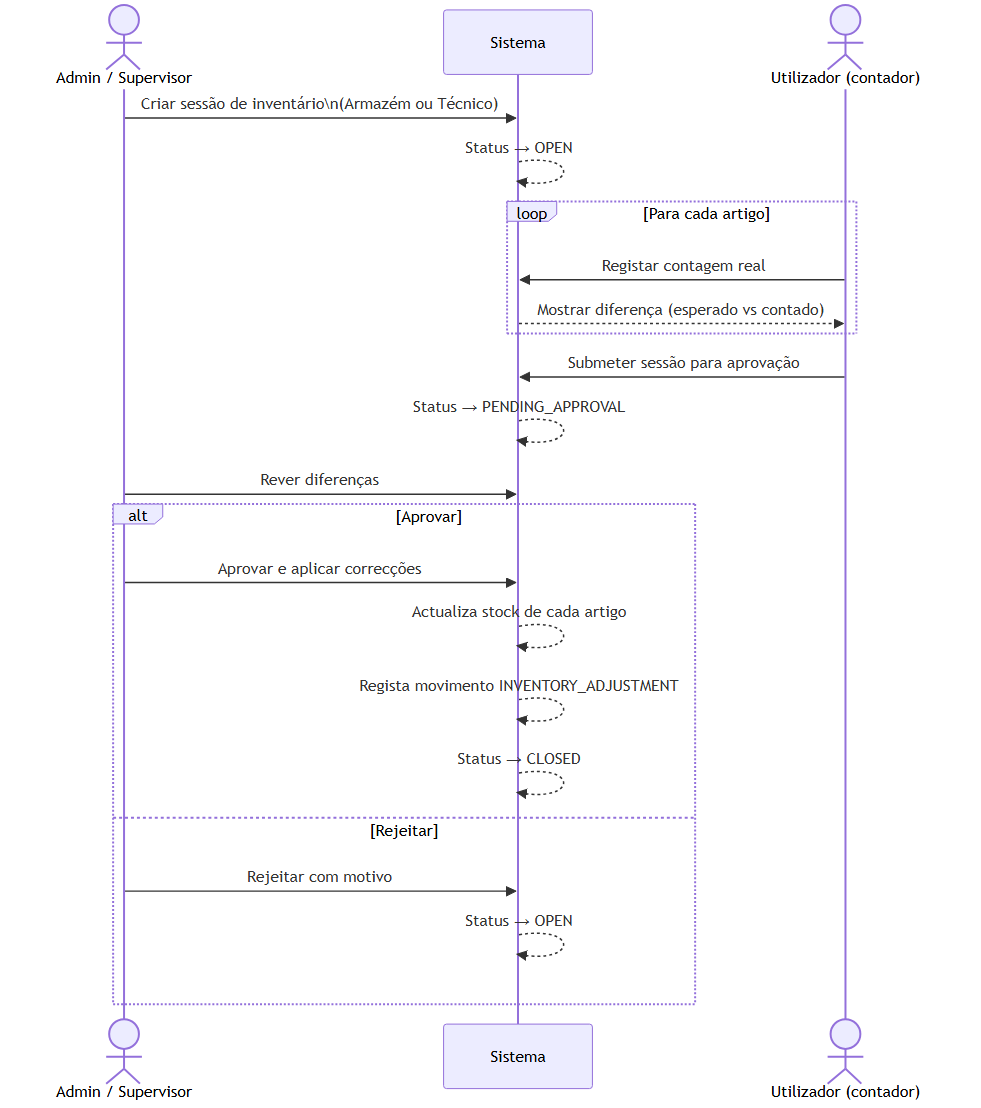 Admin / Supervisor
Sistema
Utilizador (contador)
Criar sessão de inventário\n(Armazém ou Técnico)
Status → OPEN
loop
[Para cada artigo]
Registar contagem real
Mostrar diferença (esperado vs contado)
Submeter sessão para aprovação
Status → PENDING_APPROVAL
Rever diferenças
alt
[Aprovar]
Aprovar e aplicar correcções
Actualiza stock de cada artigo
Regista movimento INVENTORY_ADJUSTMENT
Status → CLOSED
[Rejeitar]
Rejeitar com motivo
Status → OPEN
Admin / Supervisor
Sistema
Utilizador (contador)